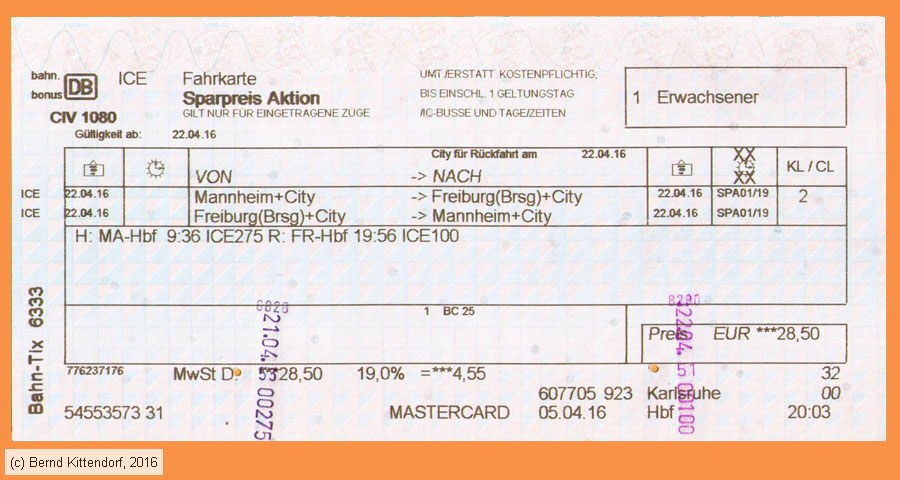 bahn. bonus DB ICE Fahrkarte UMT./ERSTATT KOSTENPFLICHTIG;
Sparpreis Aktion BIS EINSCHL. 1.GELTUNGSTAG 1 Erwachsener
CIV 1080 GILT NUR FÜR EINGETRAGENE ZÜGE /IC-BUSSE UND TAGE/ZEITEN
Gültigkeit ab: 22.04.16
City für Rückfahrt am 22.04.16 XX
VON -> NACH XX KL / CL
ICE 22.04.16 Mannheim+City -> Freiburg(Brsg)+City 22.04.16 SPA01/19 2
ICE 22.04.16 Freiburg(Brsg)+City -> Mannheim+City 22.04.16 SPA01/19
H: MA-Hbf 9:36 ICE275 R: FR-Hbf 19:56 ICE100
1 BC 25
Preis EUR ***28,50
776237176 MwSt D: 28,50 19,0% =***4,55 32
607705 923 Karlsruhe 00
54553573 31 MASTERCARD 05.04.16 Hbf 20:03
Bahn-Tix 6333
(c) Bernd Kittendorf, 2016